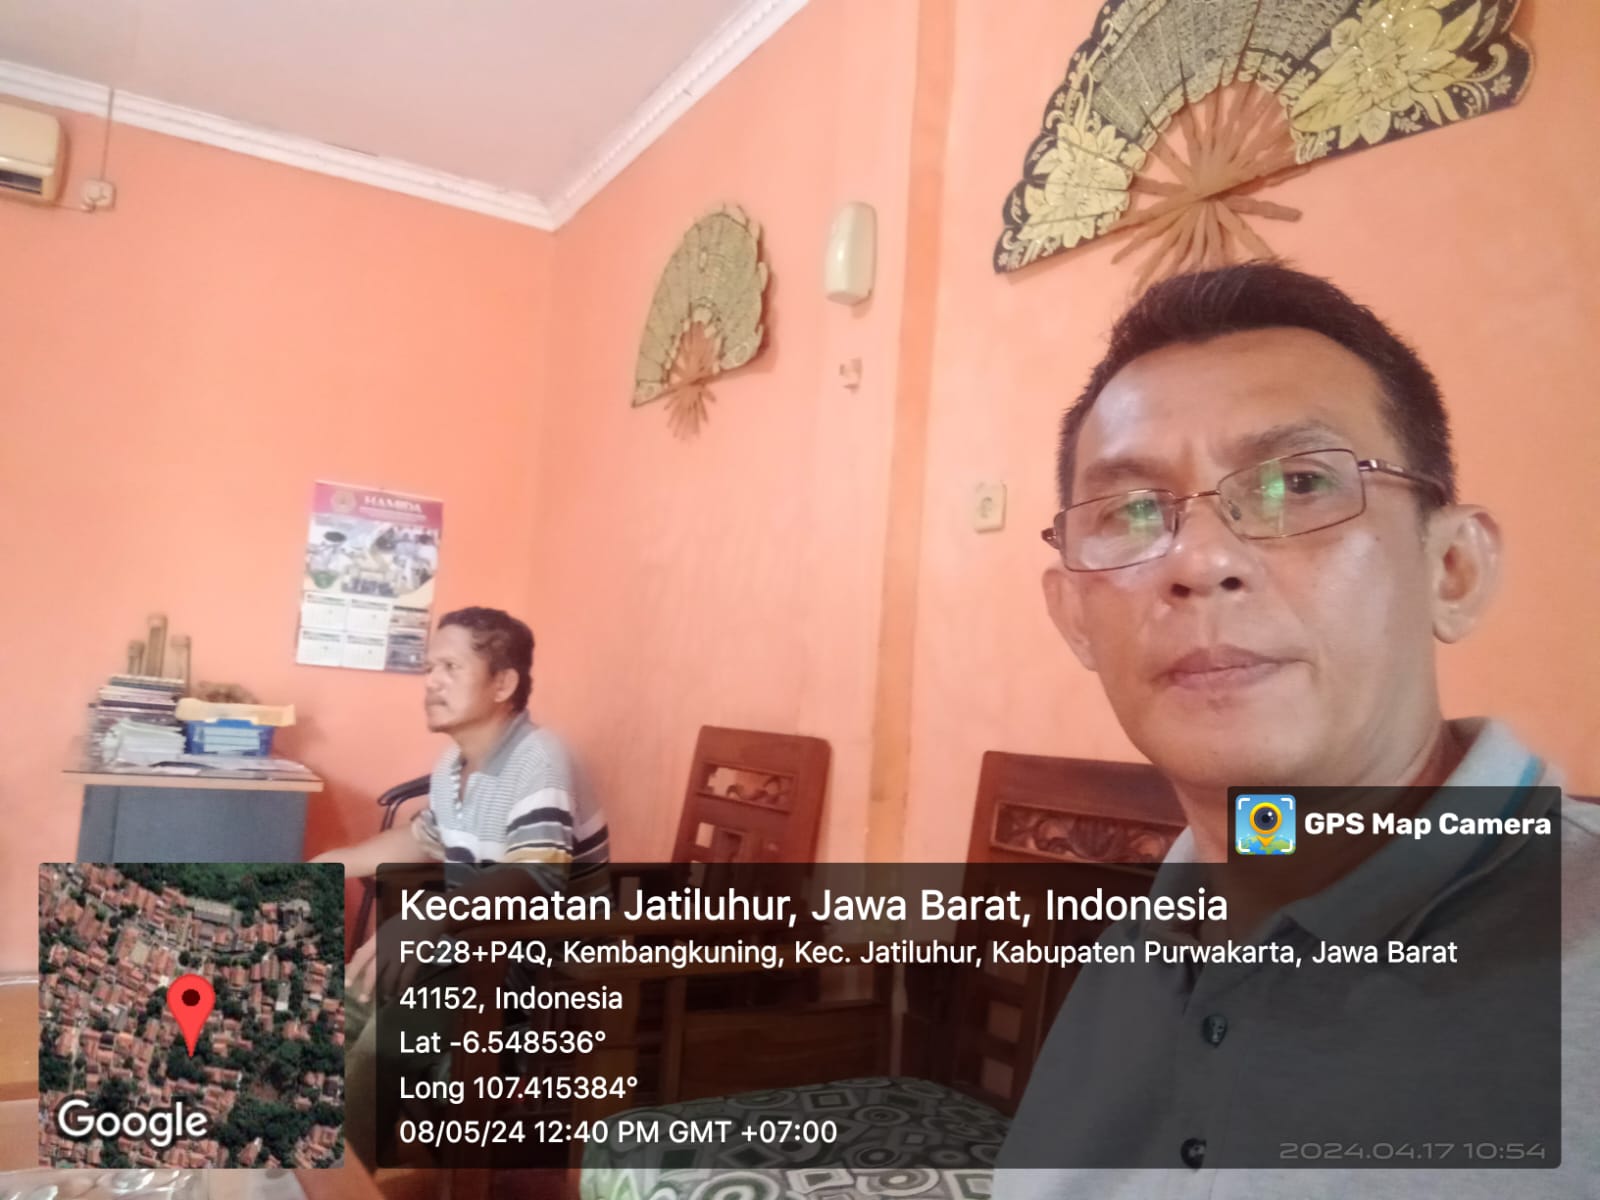 HAMIDA
GPS Map Camera
Kecamatan Jatiluhur, Jawa Barat, Indonesia
FC28+P4Q, Kembangkuning, Kec. Jatiluhur, Kabupaten Purwakarta, Jawa Barat
41152, Indonesia
Lat -6.548536°
Long 107.415384°
08/05/24 12:40 PM GMT +07:00
Google
2024.04.17 10:54